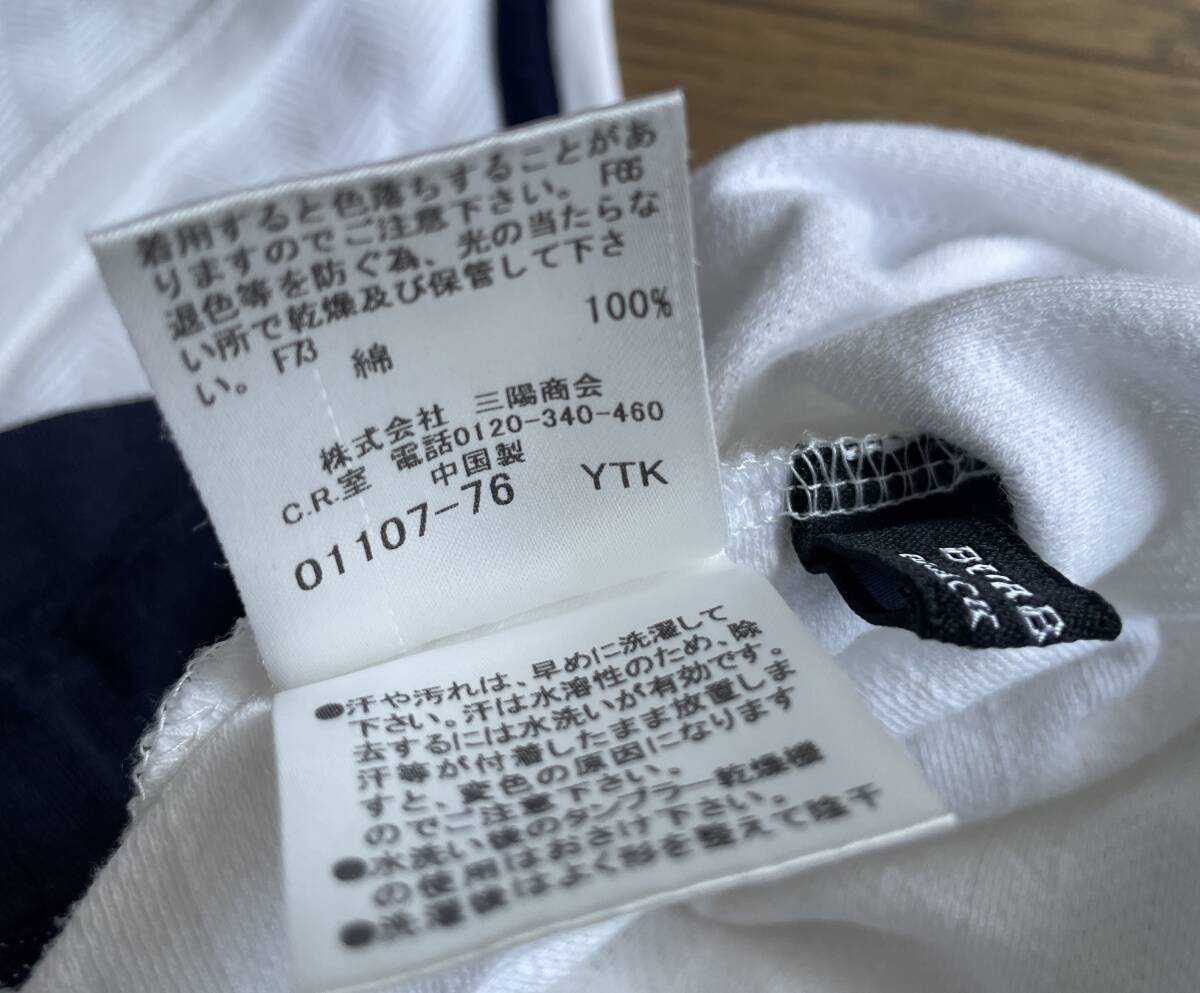 着用すると色落ちすることがあ
りますのでご注意下さい。 F66
退色等を防ぐ為、光の当たらな
い所で乾燥及び保管して下さ
い。 F73
綿 100%
株式会社 三陽商会
C.R.室 電話0120-340-460
中国製
01107-76 YTK
●汗や汚れは、早めに洗濯して
下さい。汗は水溶性のため、除
去するには水洗いが有効です。
汗等が付着したまま放置しま
すと、変色の原因になります
のでご注意下さい。
●水洗い後のタンブラー乾燥機
の使用はおさけ下さい。
●洗濯後はよく形を整えて陰干